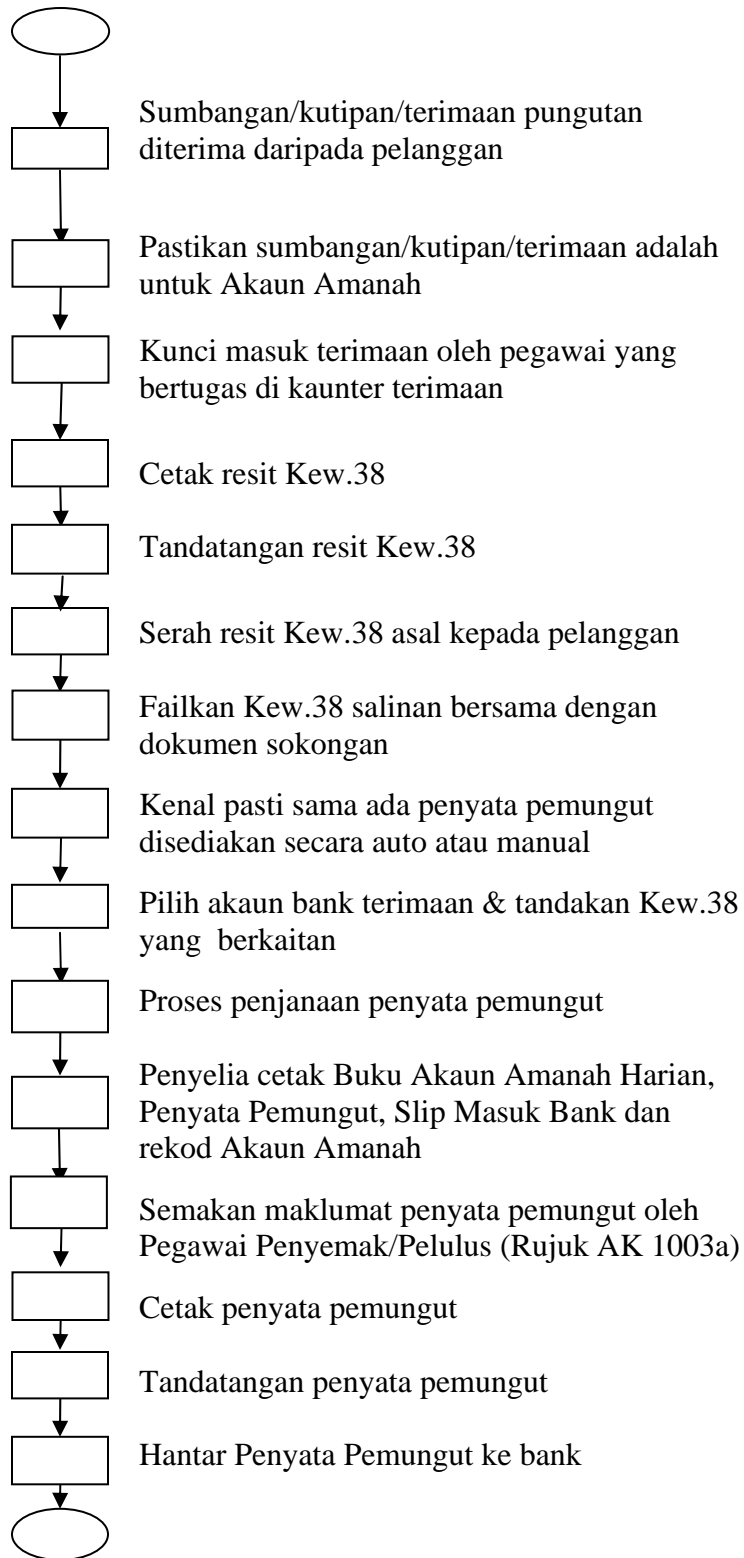 Sumbangan/kutipan/terimaan pungutan
diterima daripada pelanggan
Pastikan sumbangan/kutipan/terimaan adalah
untuk Akaun Amanah
Kunci masuk terimaan oleh pegawai yang
bertugas di kaunter terimaan
Cetak resit Kew.38
Tandatangan resit Kew.38
Serah resit Kew.38 asal kepada pelanggan
Failkan Kew.38 salinan bersama dengan
dokumen sokongan
Kenal pasti sama ada penyata pemungut
disediakan secara auto atau manual
Pilih akaun bank terimaan & tandakan Kew.38
yang berkaitan
Proses penjanaan penyata pemungut
Penyelia cetak Buku Akaun Amanah Harian,
Penyata Pemungut, Slip Masuk Bank dan
rekod Akaun Amanah
Semakan maklumat penyata pemungut oleh
Pegawai Penyemak/Pelulus (Rujuk AK 1003a)
Cetak penyata pemungut
Tandatangan penyata pemungut
Hantar Penyata Pemungut ke bank